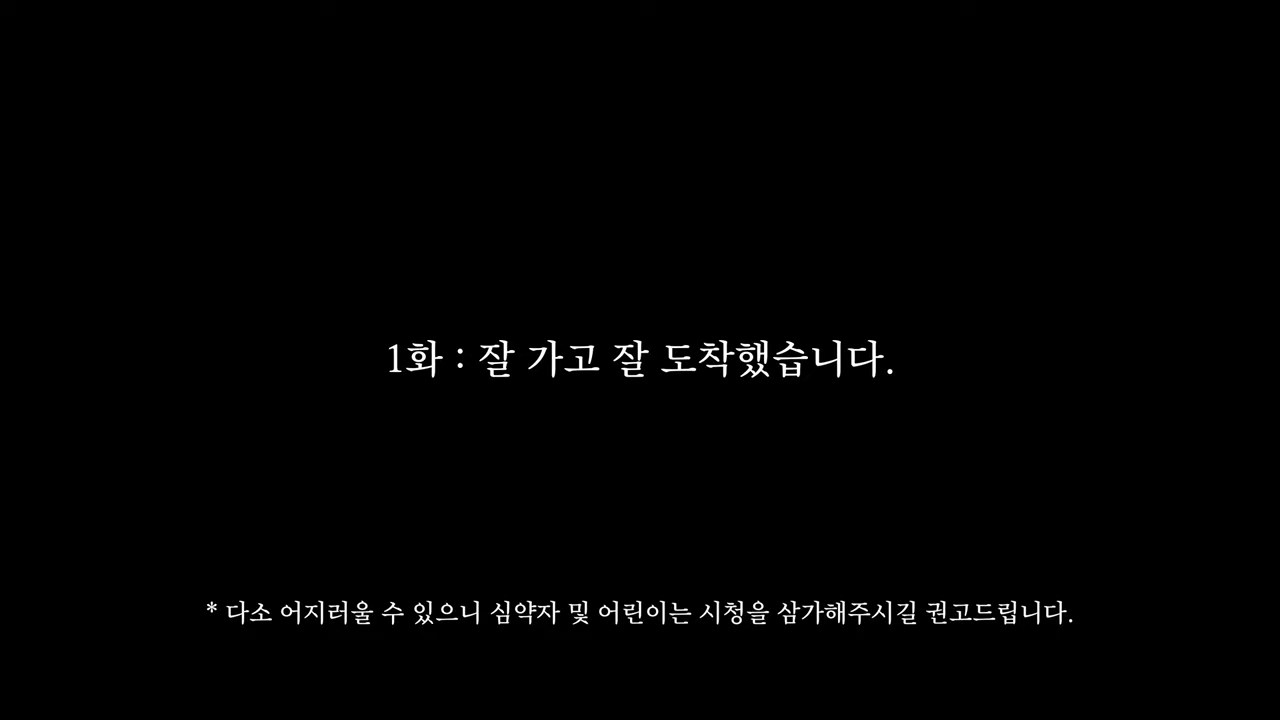 1화 : 잘 가고 잘 도착했습니다.
* 다소 어지러울 수 있으니 심약자 및 어린이는 시청을 삼가해주시길 권고드립니다.